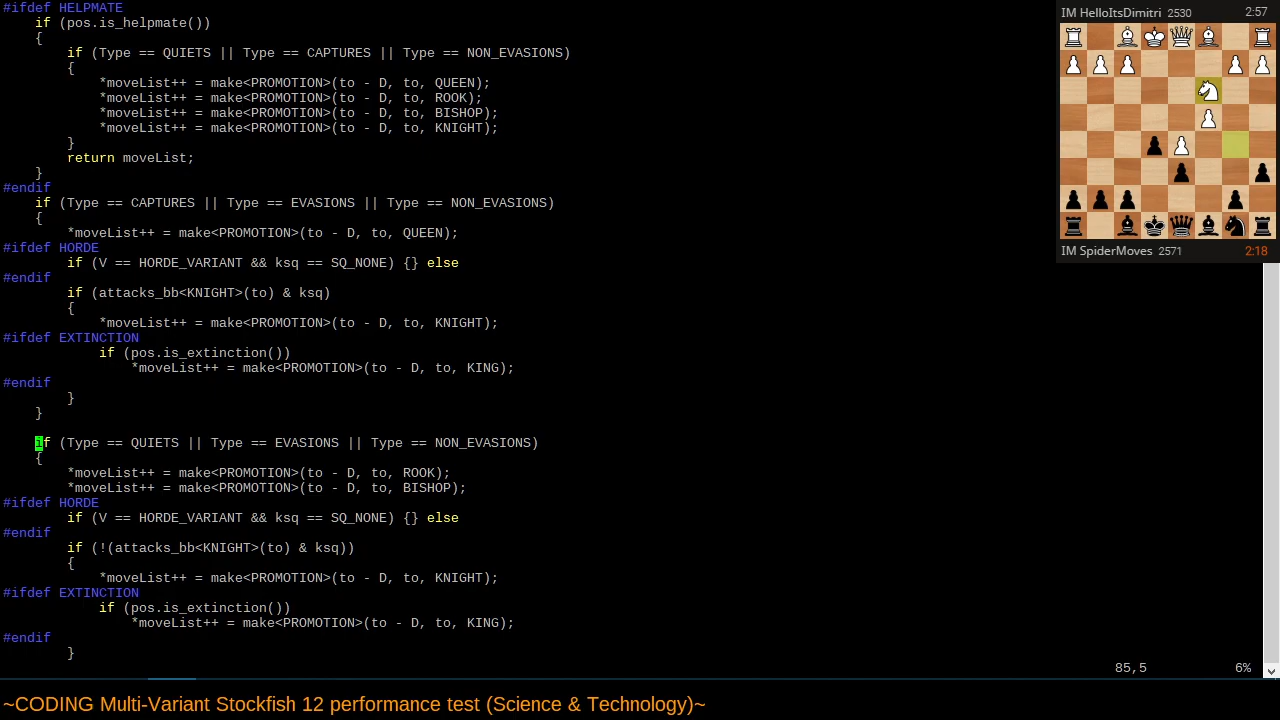 #ifdef HELPMATE
    if (pos.is_helpmate())
    {
        if (Type == QUIETS || Type == CAPTURES || Type == NON_EVASIONS)
        {
            *moveList++ = make<PROMOTION>(to - D, to, QUEEN);
            *moveList++ = make<PROMOTION>(to - D, to, ROOK);
            *moveList++ = make<PROMOTION>(to - D, to, BISHOP);
            *moveList++ = make<PROMOTION>(to - D, to, KNIGHT);
        }
        return moveList;
    }
#endif
    if (Type == CAPTURES || Type == EVASIONS || Type == NON_EVASIONS)
    {
        *moveList++ = make<PROMOTION>(to - D, to, QUEEN);
#ifdef HORDE
        if (V == HORDE_VARIANT && ksq == SQ_NONE) {} else
#endif
        if (attacks_bb<KNIGHT>(to) & ksq)
        {
            *moveList++ = make<PROMOTION>(to - D, to, KNIGHT);
#ifdef EXTINCTION
            if (pos.is_extinction())
                *moveList++ = make<PROMOTION>(to - D, to, KING);
#endif
        }
    }

    if (Type == QUIETS || Type == EVASIONS || Type == NON_EVASIONS)
    {
        *moveList++ = make<PROMOTION>(to - D, to, ROOK);
        *moveList++ = make<PROMOTION>(to - D, to, BISHOP);
#ifdef HORDE
        if (V == HORDE_VARIANT && ksq == SQ_NONE) {} else
#endif
        if (!(attacks_bb<KNIGHT>(to) & ksq))
        {
            *moveList++ = make<PROMOTION>(to - D, to, KNIGHT);
#ifdef EXTINCTION
            if (pos.is_extinction())
                *moveList++ = make<PROMOTION>(to - D, to, KING);
#endif
        }
85,5 6%
IM HelloItsDimitri 2530 2:57
IM SpiderMoves 2571 2:18
~CODING Multi-Variant Stockfish 12 performance test (Science & Technology)~